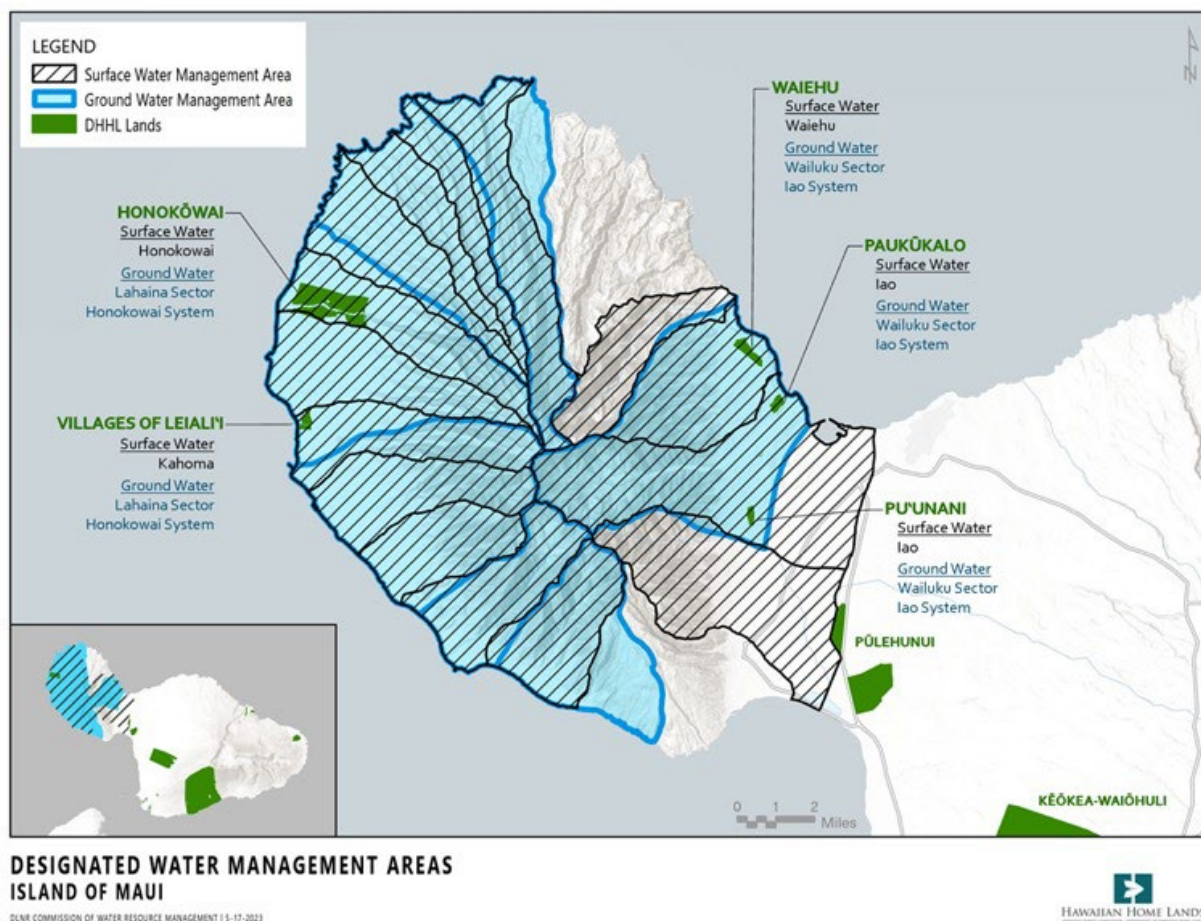 LEGEND
Surface Water Management Area
Ground Water Management Area
DHHL Lands
N
WAIEHU
Surface Water
Waiehu
Ground Water
Wailuku Sector
Iao System
HONOKŌWAI
Surface Water
Honokowai
Ground Water
Lahaina Sector
Honokowai System
PAUKŪKALO
Surface Water
Iao
Ground Water
Wailuku Sector
Iao System
VILLAGES OF LEIALI'I
Surface Water
Kahoma
Ground Water
Lahaina Sector
Honokowai System
PU'UNANI
Surface Water
Iao
Ground Water
Wailuku Sector
Iao System
PŪLEHUNUI
KĒŌKEA-WAIŌHULI
0 1 2
Miles
DESIGNATED WATER MANAGEMENT AREAS
ISLAND OF MAUI
DLNR COMMISSION OF WATER RESOURCE MANAGEMENT | 5-17-2023
HAWAIIAN HOME LANDS